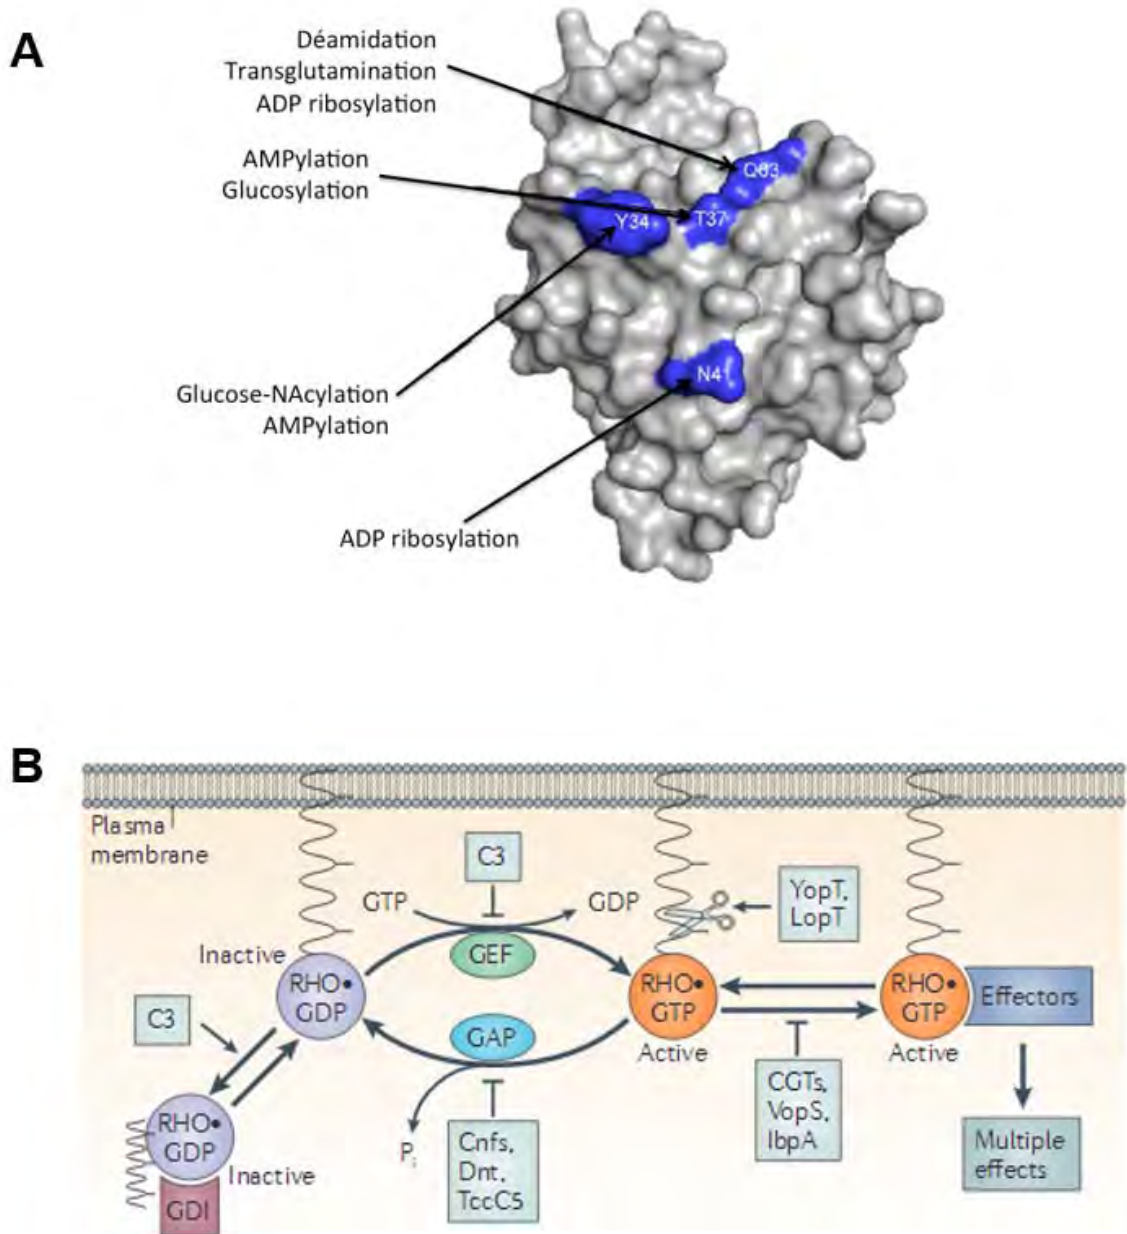 A
Déamidation
Transglutamination
ADP ribosylation
AMPylation
Glucosylation
Q63
Y34
T37
N4
Glucose-NAcylation
AMPylation
ADP ribosylation
B
Plasma
membrane
C3
GTP
GDP
YopT,
LopT
Inactive
GEF
RHO•
GDP
RHO•
GTP
RHO•
GTP
Effectors
C3
GAP
Active
Active
RHO•
GDP
Inactive
GDI
Pi
Cnfs,
Dnt,
TccC5
CGTs,
VopS,
IbpA
Multiple
effects